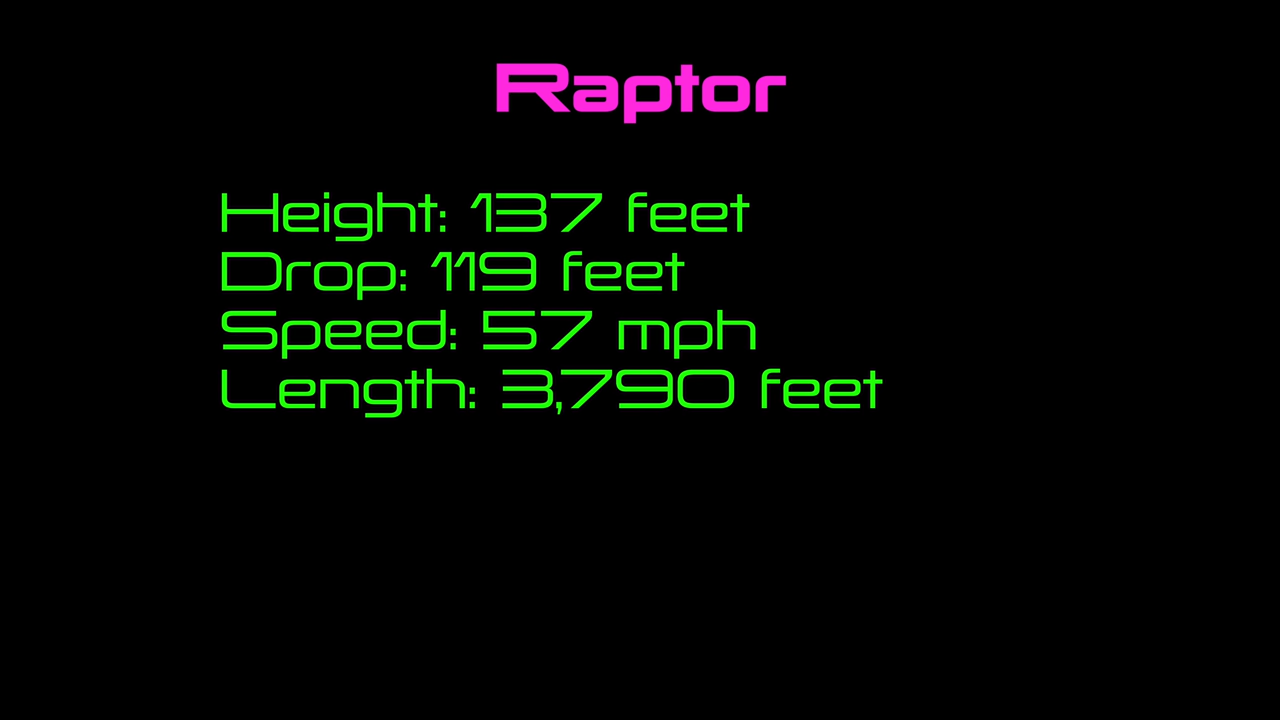 Raptor
Height: 137 feet
Drop: 119 feet
Speed: 57 mph
Length: 3,790 feet